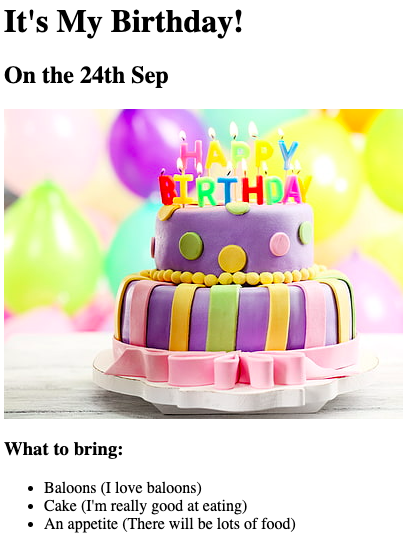 It's My Birthday!
On the 24th Sep
HAPPY
BIRTHDAY
What to bring:
Baloons (I love baloons)
Cake (I'm really good at eating)
An appetite (There will be lots of food)